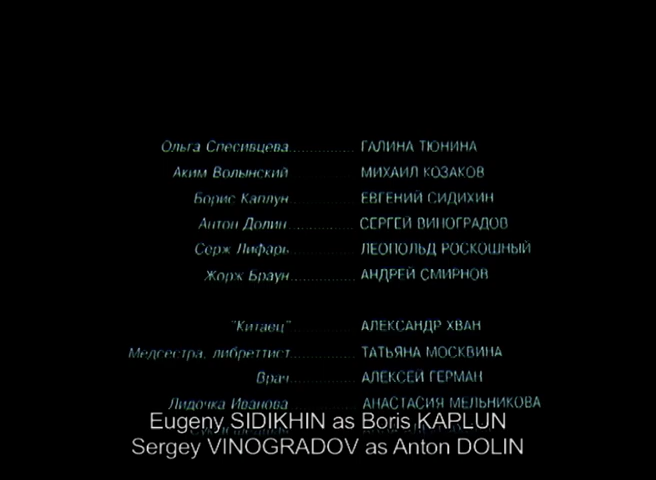 Ольга Спесивцева.............. ГАЛИНА ТЮНИНА
Аким Волынский.............. МИХАИЛ КОЗАКОВ
Борис Каплун.............. ЕВГЕНИЙ СИДИХИН
Антон Долин.............. СЕРГЕЙ ВИНОГРАДОВ
Серж Лифарь.............. ЛЕОПОЛЬД РОСКОШНЫЙ
Жорж Браун.............. АНДРЕЙ СМИРНОВ
"Китаец".............. АЛЕКСАНДР ХВАН
Медсестра, либреттист.............. ТАТЬЯНА МОСКВИНА
Врач.............. АЛЕКСЕЙ ГЕРМАН
Лидочка Иванова.............. АНАСТАСИЯ МЕЛЬНИКОВА
Eugeny SIDIKHIN as Boris KAPLUN
Sergey VINOGRADOV as Anton DOLIN